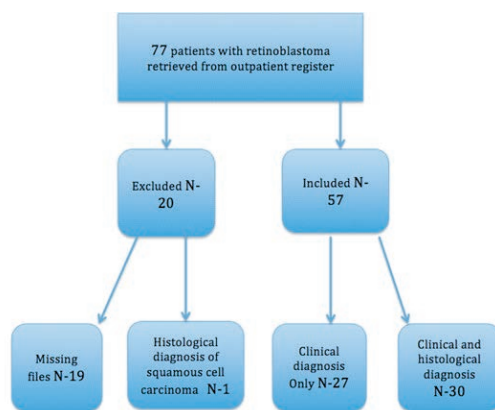 77 patients with retinoblastoma
retrieved from outpatient register
Excluded N-
20
Included N-
57
Missing
files N-19
Histological
diagnosis of
squamous cell
carcinoma N-1
Clinical
diagnosis
Only N-27
Clinical and
histological
diagnosis
N-30